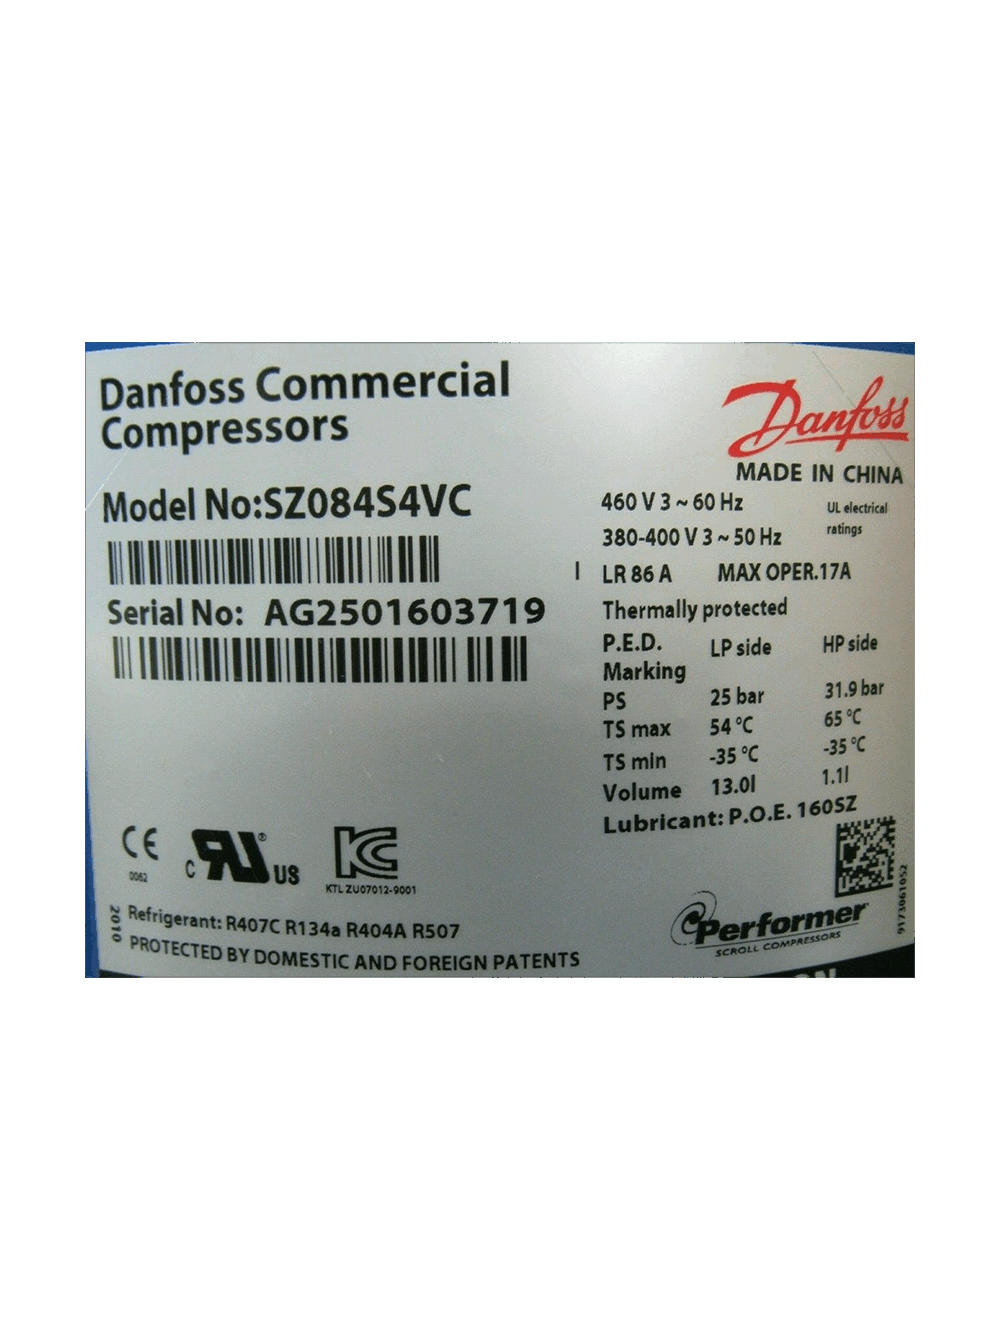 Danfoss Commercial
Compressors
Danfoss
MADE IN CHINA
Model No:SZ084S4VC
Serial No: AG2501603719
460 V 3 ~ 60 Hz
UL electrical
ratings
380-400 V 3 ~ 50 Hz
I LR 86 A MAX OPER.17A
Thermally protected
P.E.D. LP side HP side
Marking
PS 25 bar 31.9 bar
TS max 54 °C 65 °C
TS min -35 °C -35 °C
Volume 13.0l 1.1l
Lubricant: P.O.E. 160SZ
CE
0062
c RU ® US
KC
KTL ZU07012-9001
2010
Refrigerant: R407C R134a R404A R507
PROTECTED BY DOMESTIC AND FOREIGN PATENTS
Performer
SCROLL COMPRESSORS
9173061052